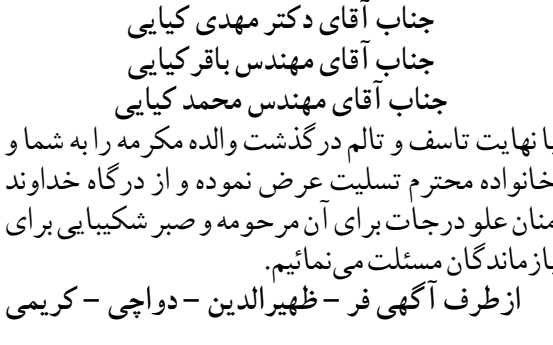 جناب آقای دکتر مهدی کیایی
جناب آقای مهندس باقر کیایی
جناب آقای مهندس محمد کیایی
با نهایت تاسف و تالم درگذشت والده مکرمه را به شما و
خانواده محترم تسلیت عرض نموده و از درگاه خداوند
منان علو درجات برای آن مرحومه و صبر شکیبایی برای
بازماندگان مسئلت می‌نمائیم.
ازطرف آگهی فر – ظهیرالدین – دواچی – کریمی